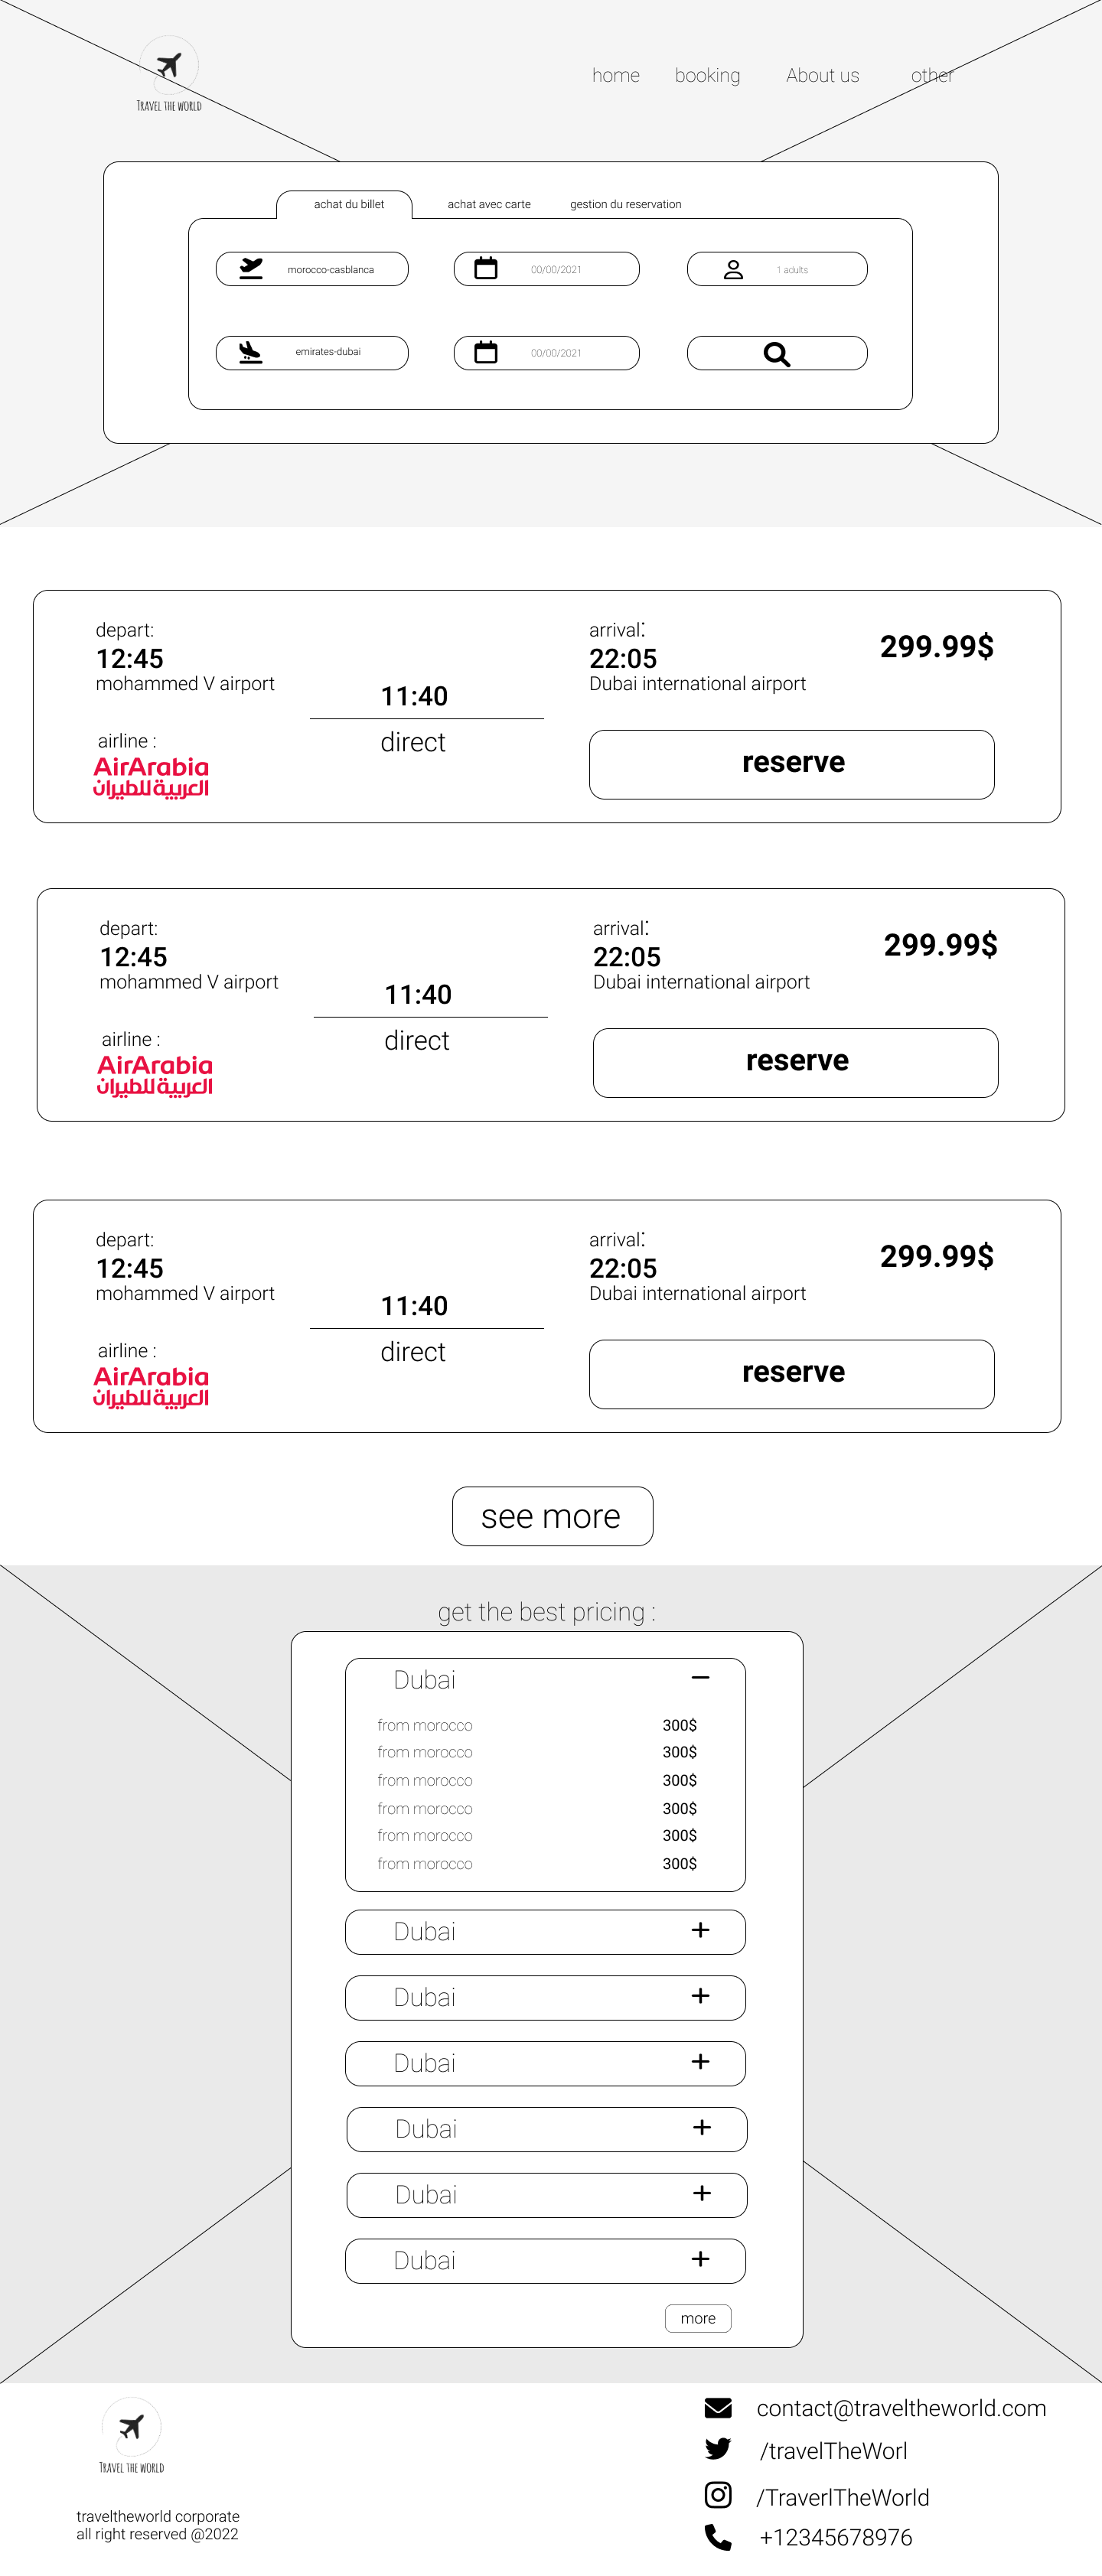 TRAVEL THE WORLD
home booking About us other
achat du billet achat avec carte gestion du reservation
morocco-casblanca 00/00/2021 1 adults
emirates-dubai 00/00/2021
depart: arrival:
12:45 22:05 299.99$
mohammed V airport Dubai international airport
11:40
direct
airline :
AirArabia
العربية للطيران
reserve
depart: arrival:
12:45 22:05 299.99$
mohammed V airport Dubai international airport
11:40
direct
airline :
AirArabia
العربية للطيران
reserve
depart: arrival:
12:45 22:05 299.99$
mohammed V airport Dubai international airport
11:40
direct
airline :
AirArabia
العربية للطيران
reserve
see more
get the best pricing :
Dubai
from morocco 300$
from morocco 300$
from morocco 300$
from morocco 300$
from morocco 300$
from morocco 300$
Dubai
Dubai
Dubai
Dubai
Dubai
Dubai
more
TRAVEL THE WORLD
traveltheworld corporate
all right reserved @2022
contact@traveltheworld.com
/travelTheWorl
/TraverlTheWorld
+12345678976